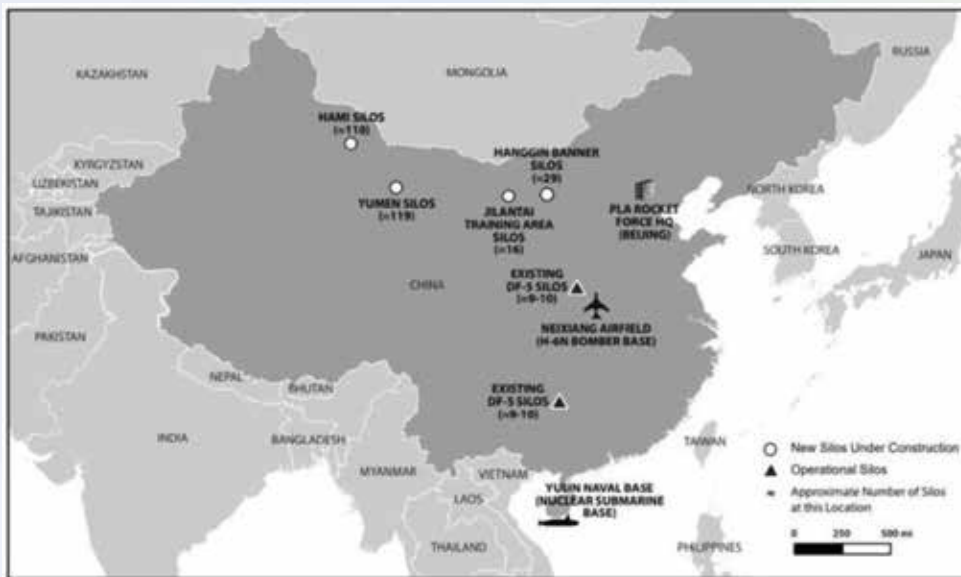 RUSSIA
KAZAKHSTAN
MONGOLIA
HAMI SILOS
(≈110)
HANGGIN BANNER
SILOS
(≈29)
KYRGYZSTAN
UZBEKISTAN
TAJIKISTAN
YUMEN SILOS
(≈119)
JILANTAI
TRAINING AREA
SILOS
(≈16)
PLA ROCKET
FORCE HQ
(BEIJING)
NORTH KOREA
SOUTH KOREA
JAPAN
AFGHANISTAN
CHINA
EXISTING
DF-5 SILOS
(≈9-10)
NEIXIANG AIRFIELD
(H-6N BOMBER BASE)
PAKISTAN
NEPAL
BHUTAN
EXISTING
DF-5 SILOS
(≈9-10)
INDIA
BANGLADESH
MYANMAR
VIETNAM
LAOS
TAIWAN
YULIN NAVAL BASE
(NUCLEAR SUBMARINE
BASE)
THAILAND
PHILIPPINES
New Silos Under Construction
Operational Silos
≈ Approximate Number of Silos
at this Location
0 250 500 mi